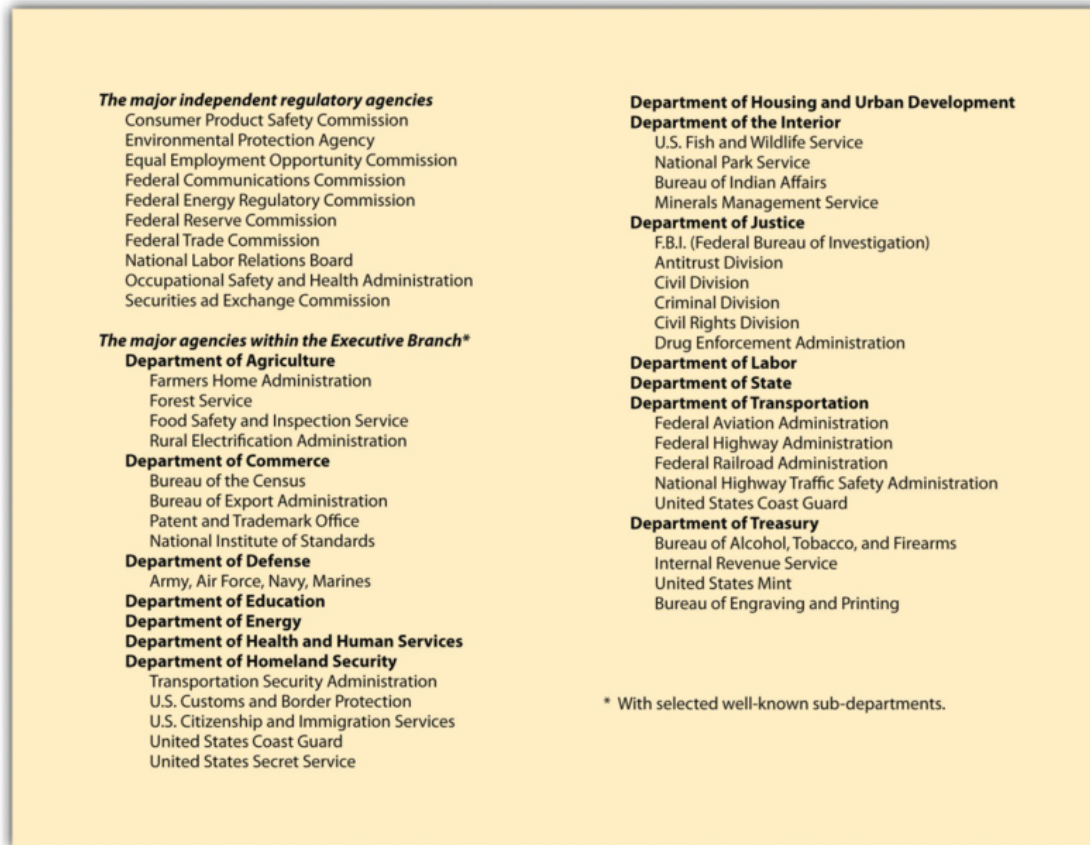 The major independent regulatory agencies
Consumer Product Safety Commission
Environmental Protection Agency
Equal Employment Opportunity Commission
Federal Communications Commission
Federal Energy Regulatory Commission
Federal Reserve Commission
Federal Trade Commission
National Labor Relations Board
Occupational Safety and Health Administration
Securities ad Exchange Commission
The major agencies within the Executive Branch*
Department of Agriculture
Farmers Home Administration
Forest Service
Food Safety and Inspection Service
Rural Electrification Administration
Department of Commerce
Bureau of the Census
Bureau of Export Administration
Patent and Trademark Office
National Institute of Standards
Department of Defense
Army, Air Force, Navy, Marines
Department of Education
Department of Energy
Department of Health and Human Services
Department of Homeland Security
Transportation Security Administration
U.S. Customs and Border Protection
U.S. Citizenship and Immigration Services
United States Coast Guard
United States Secret Service
Department of Housing and Urban Development
Department of the Interior
U.S. Fish and Wildlife Service
National Park Service
Bureau of Indian Affairs
Minerals Management Service
Department of Justice
F.B.I. (Federal Bureau of Investigation)
Antitrust Division
Civil Division
Criminal Division
Civil Rights Division
Drug Enforcement Administration
Department of Labor
Department of State
Department of Transportation
Federal Aviation Administration
Federal Highway Administration
Federal Railroad Administration
National Highway Traffic Safety Administration
United States Coast Guard
Department of Treasury
Bureau of Alcohol, Tobacco, and Firearms
Internal Revenue Service
United States Mint
Bureau of Engraving and Printing
* With selected well-known sub-departments.